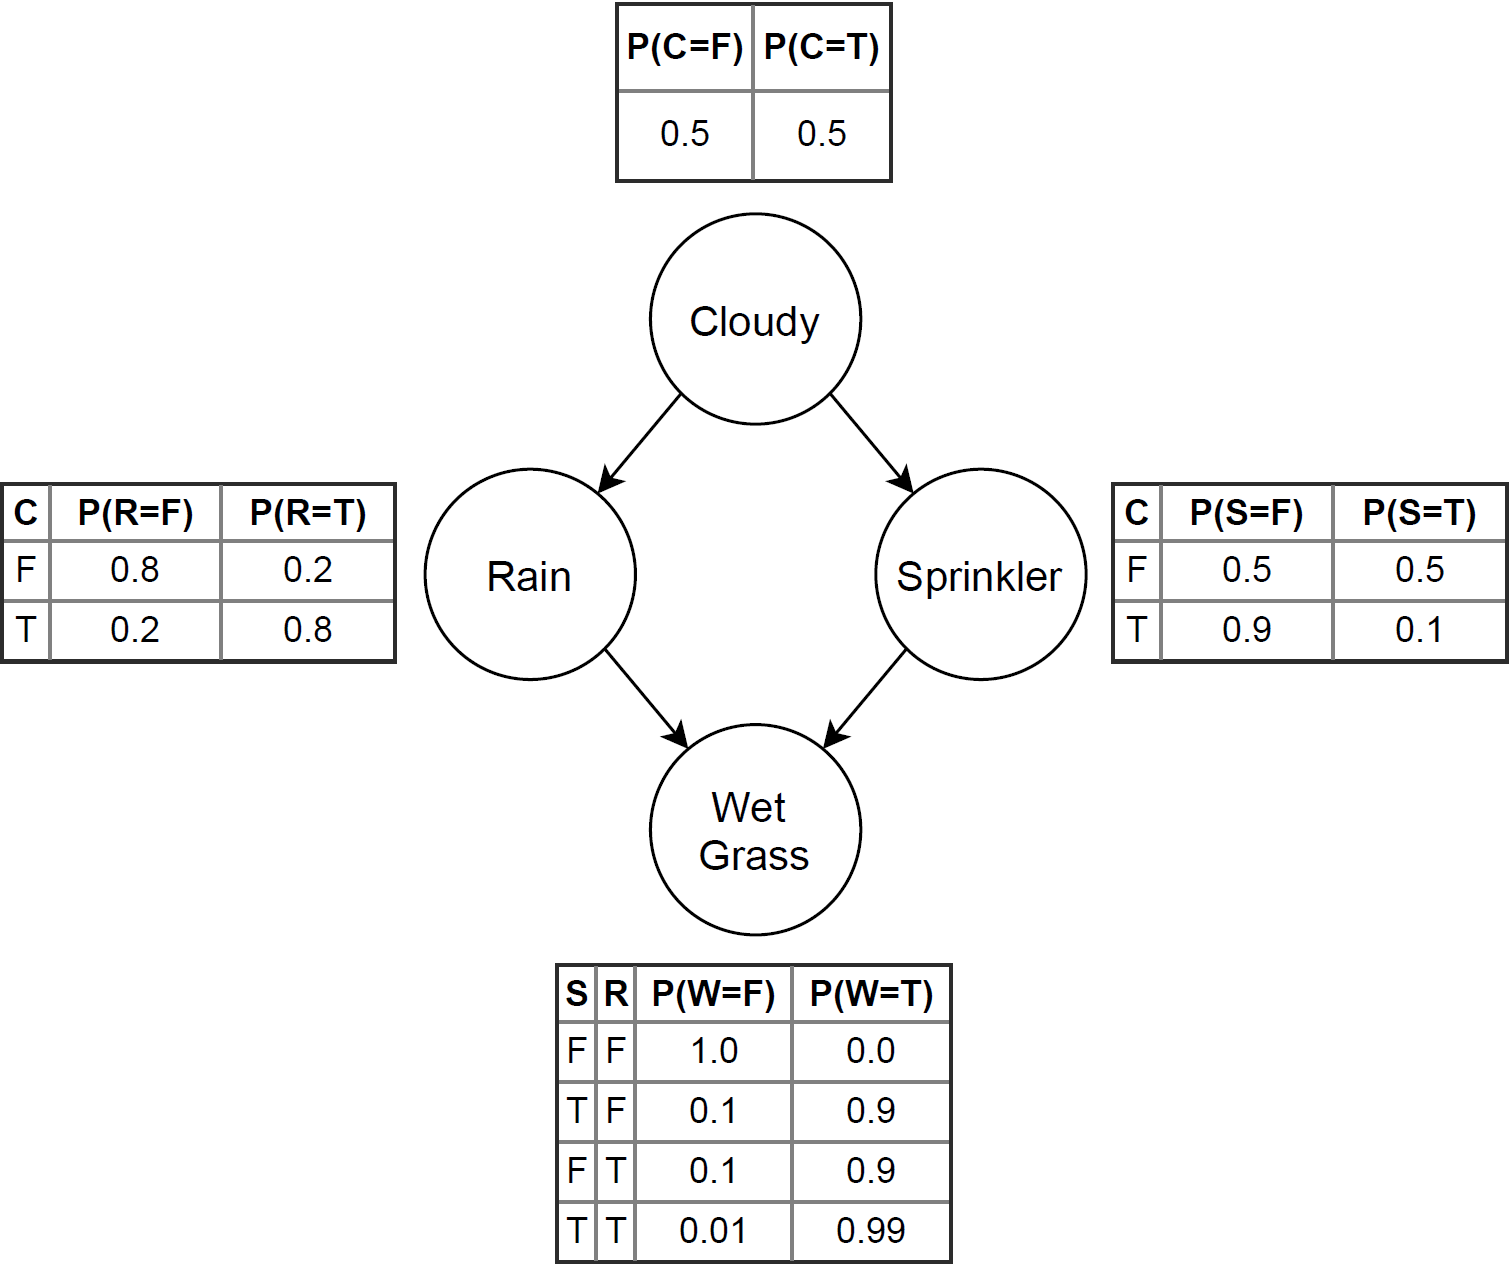 P(C=F) P(C=T)
0.5 0.5
Cloudy
C P(R=F) P(R=T)
F 0.8 0.2
T 0.2 0.8
Rain
Sprinkler
C P(S=F) P(S=T)
F 0.5 0.5
T 0.9 0.1
Wet
Grass
S R P(W=F) P(W=T)
F F 1.0 0.0
T F 0.1 0.9
F T 0.1 0.9
T T 0.01 0.99